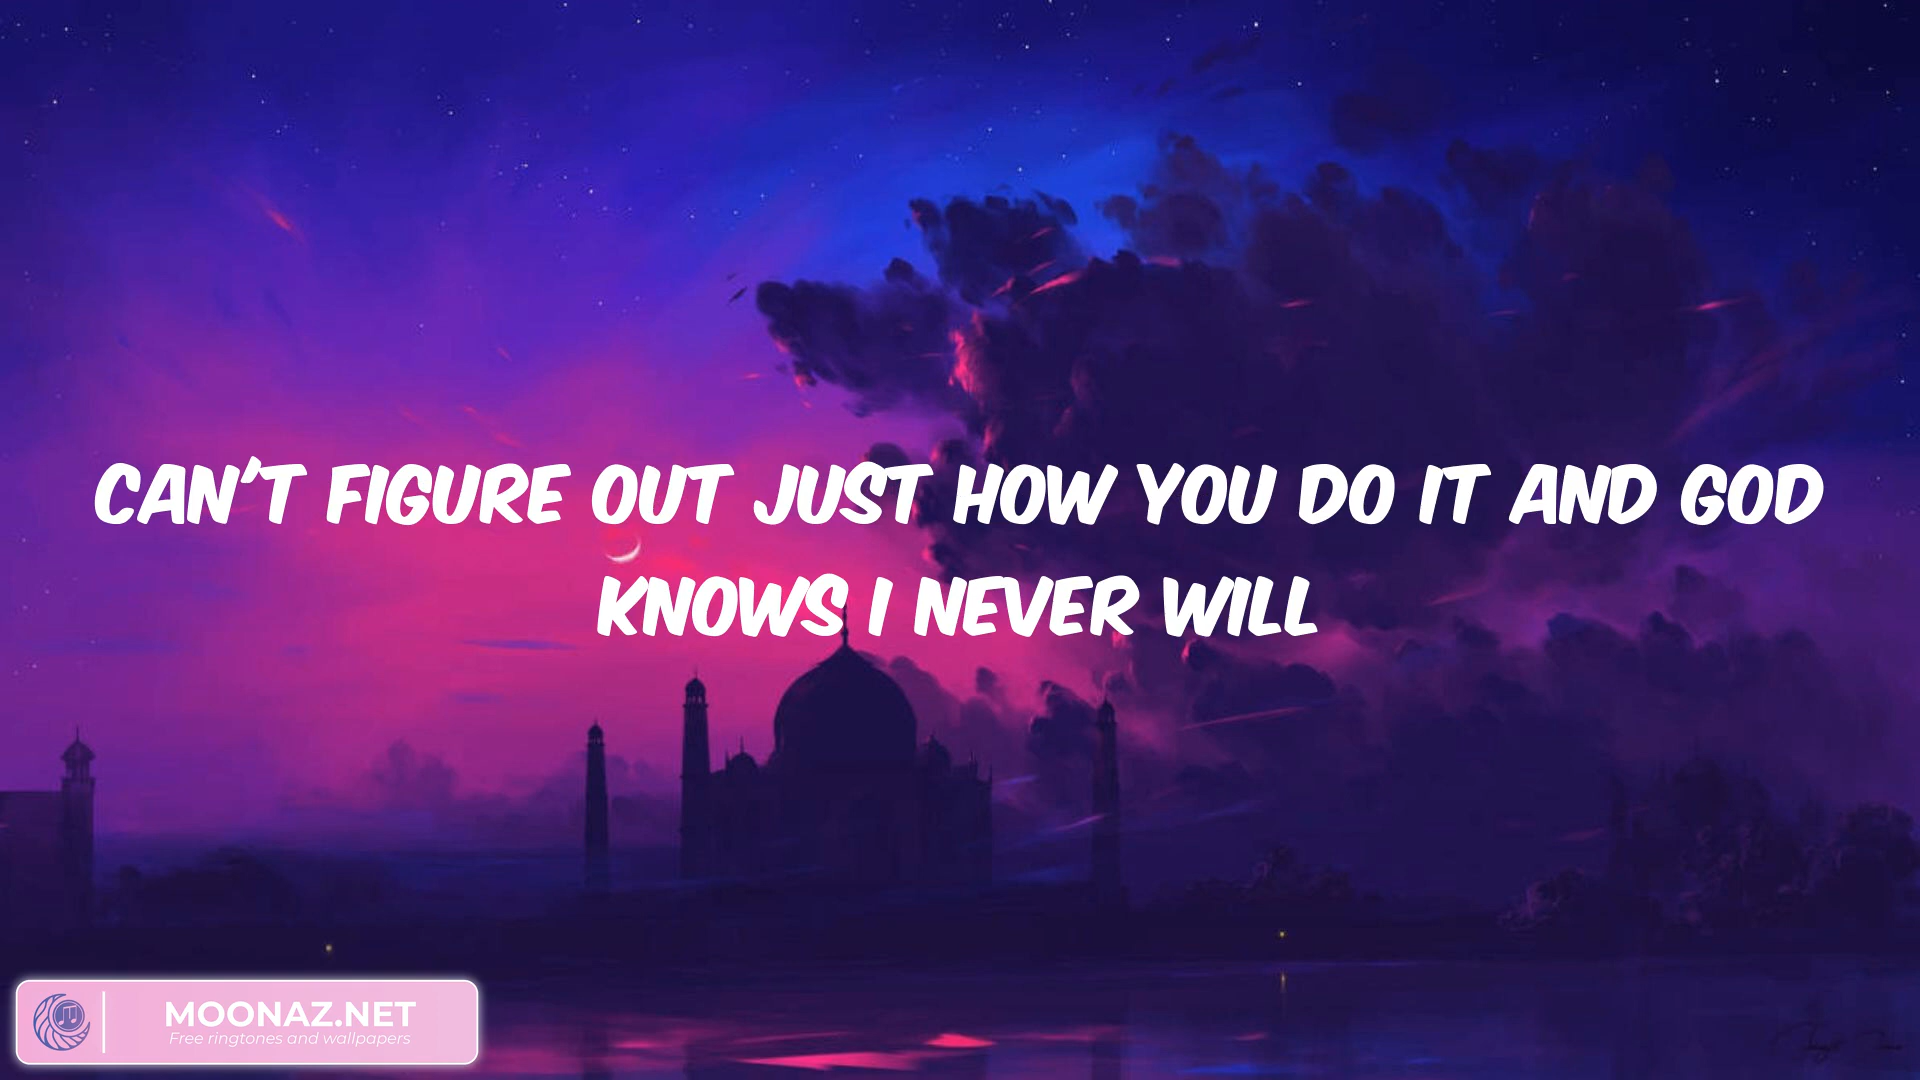 CAN'T FIGURE OUT JUST HOW YOU DO IT AND GOD
KNOWS I NEVER WILL
MOONAZ.NET
Free ringtones and wallpapers